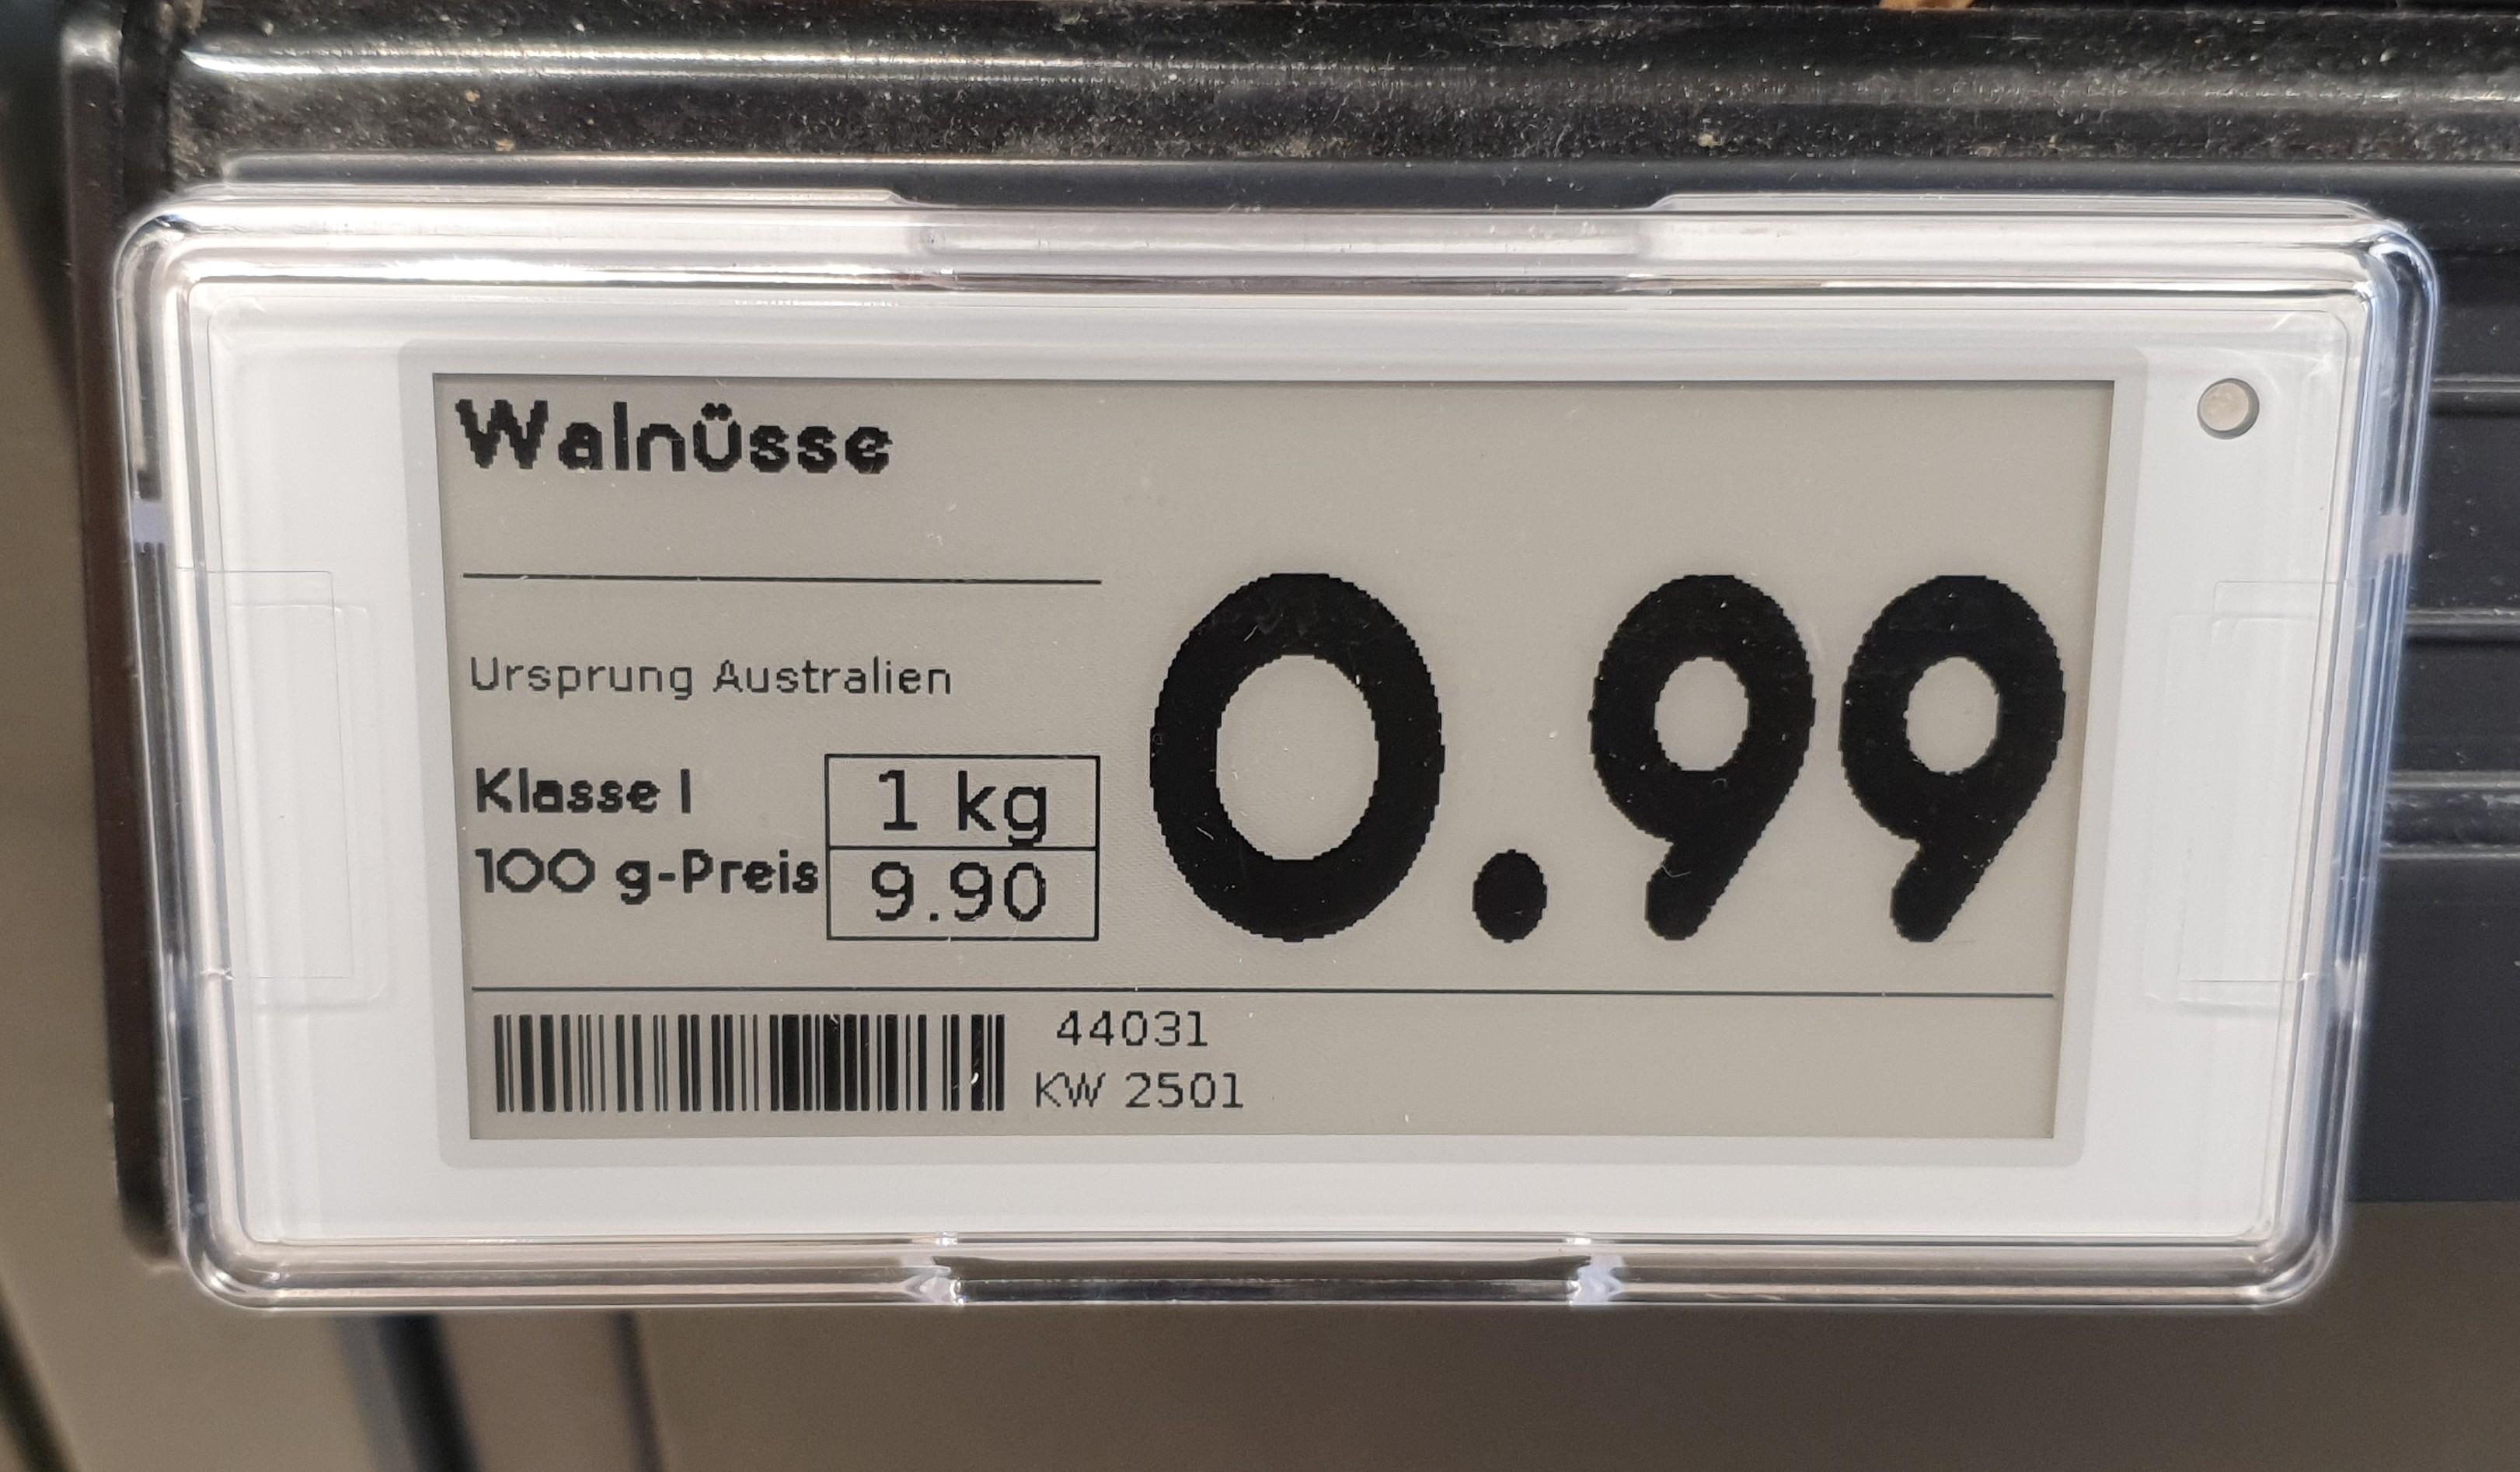 Walnüsse
Ursprung Australien
Klasse I
100 g-Preis
1 kg
9.90
0.99
44031
KW 2501